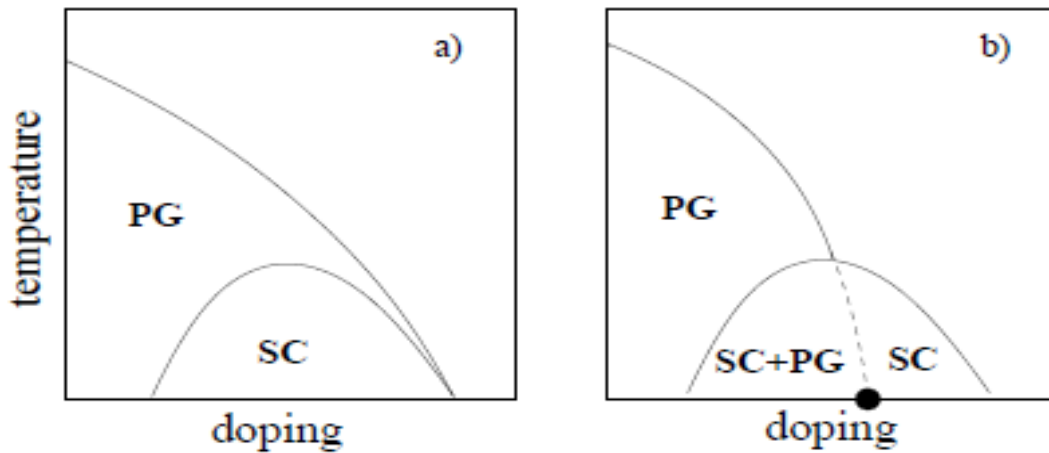 a)
temperature
PG
SC
doping
b)
PG
SC+PG
SC
doping